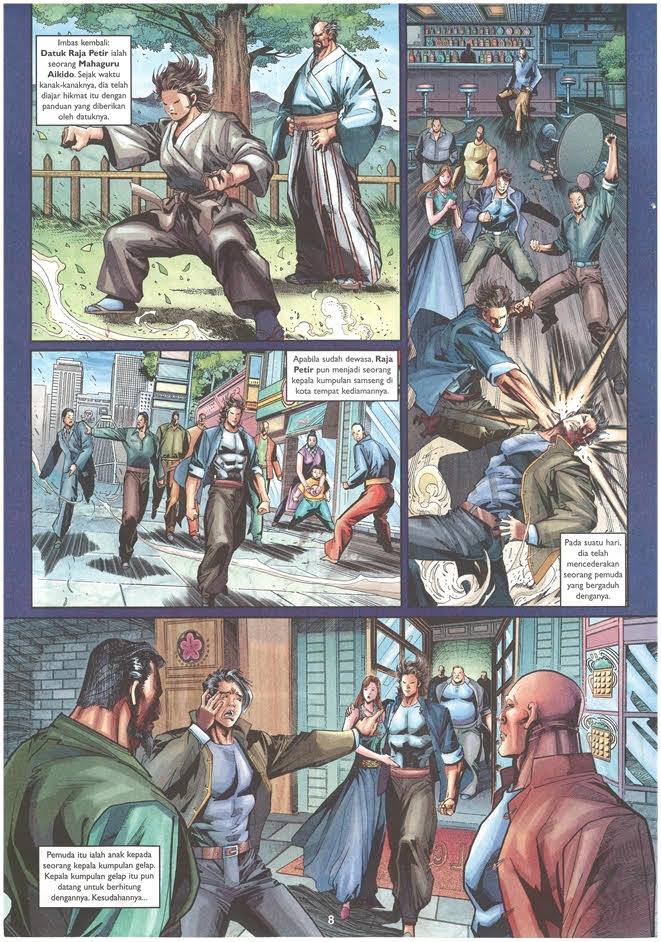 Imbas kembali:
Datuk Raja Petir ialah
seorang Mahaguru
Aikido. Sejak waktu
kanak-kanaknya, dia telah
diajar hikmat itu dengan
panduan yang diberikan
oleh datuknya.
Apabila sudah dewasa, Raja
Petir pun menjadi seorang
kepala kumpulan samseng di
kota tempat kediamannya.
Pada suatu hari,
dia telah
mencederakan
seorang pemuda
yang bergaduh
denganya.
Pemuda itu ialah anak kepada
seorang kepala kumpulan gelap.
Kepala kumpulan gelap itu pun
datang untuk berhitung
dengannya. Kesudahannya...
8